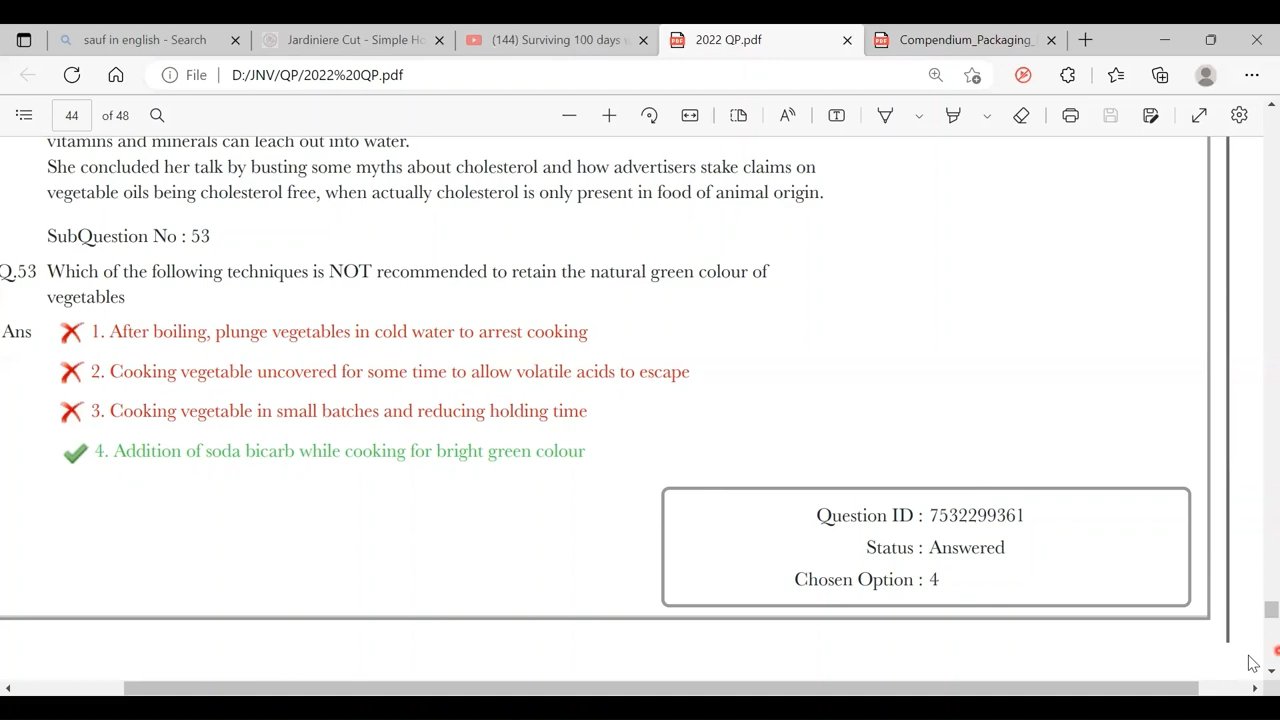 sauf in english - Search
Jardiniere Cut - Simple Ho
(144) Surviving 100 days
2022 QP.pdf
Compendium_Packaging_
File
D:/JNV/QP/2022%20QP.pdf
44 of 48
vitamins and minerals can leach out into water.
She concluded her talk by busting some myths about cholesterol and how advertisers stake claims on
vegetable oils being cholesterol free, when actually cholesterol is only present in food of animal origin.
SubQuestion No : 53
Q.53 Which of the following techniques is NOT recommended to retain the natural green colour of
vegetables
Ans 1. After boiling, plunge vegetables in cold water to arrest cooking
2. Cooking vegetable uncovered for some time to allow volatile acids to escape
3. Cooking vegetable in small batches and reducing holding time
4. Addition of soda bicarb while cooking for bright green colour
Question ID : 7532299361
Status : Answered
Chosen Option : 4